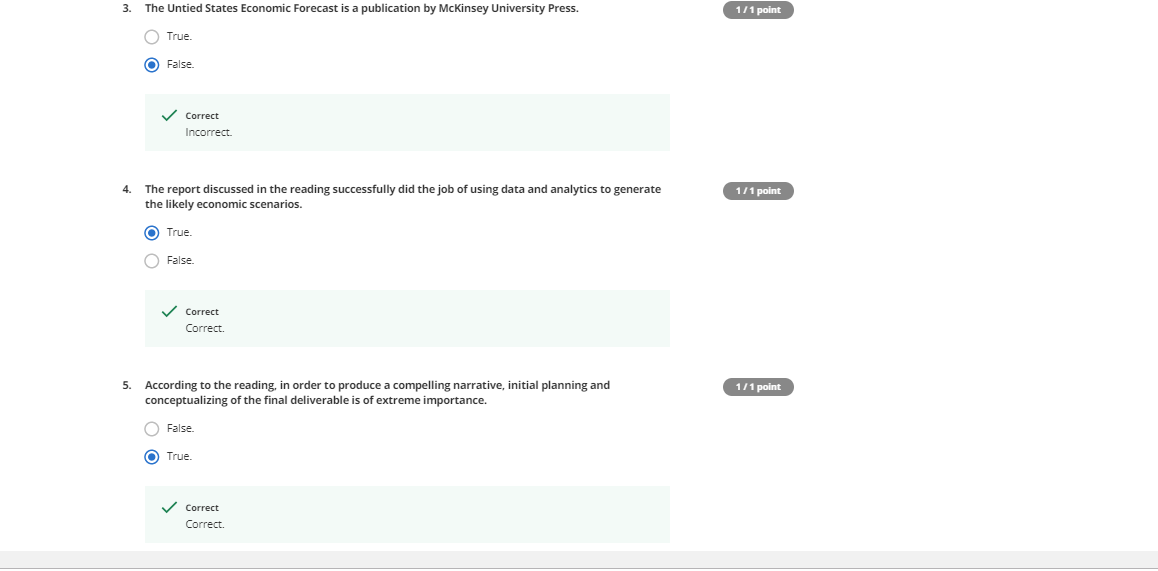 3. The Untied States Economic Forecast is a publication by McKinsey University Press.
1 / 1 point
True.
False.
Correct
Incorrect.
4. The report discussed in the reading successfully did the job of using data and analytics to generate
the likely economic scenarios.
1 / 1 point
True.
False.
Correct
Correct.
5. According to the reading, in order to produce a compelling narrative, initial planning and
conceptualizing of the final deliverable is of extreme importance.
1 / 1 point
False.
True.
Correct
Correct.